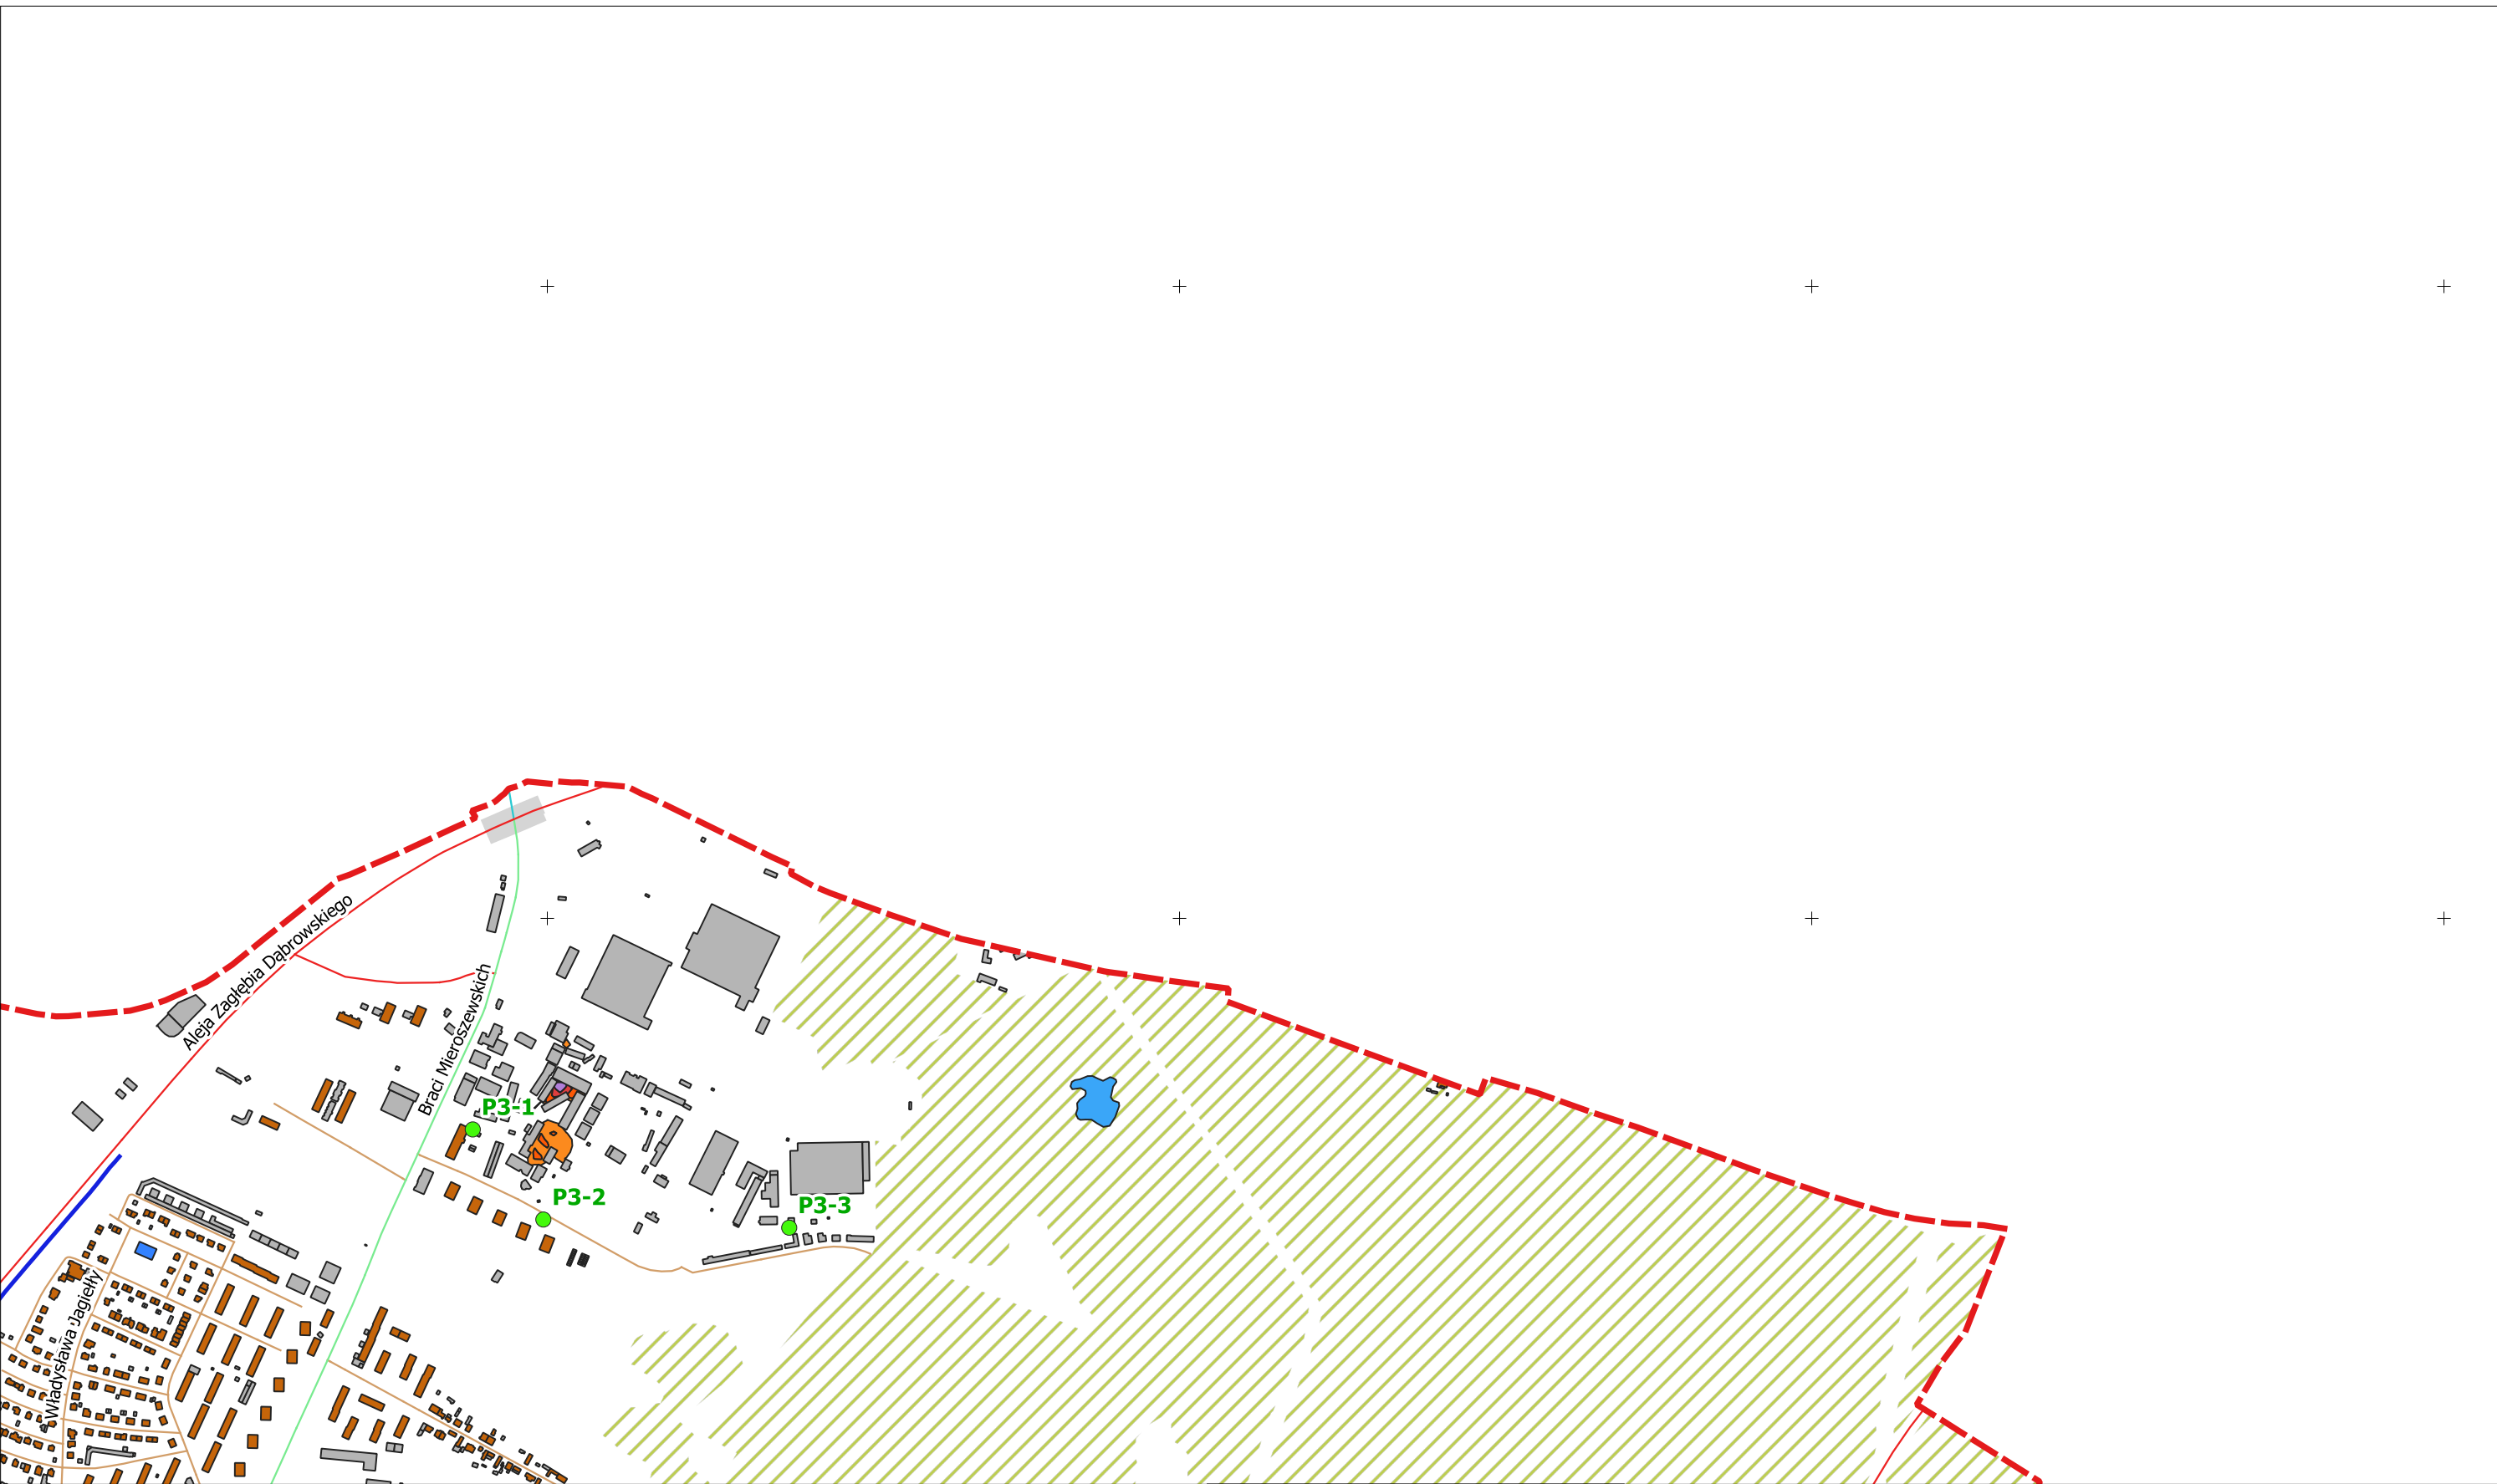 Aleja Zagłębia Dąbrowskiego
Braci Mieroszewskich
P3-1
P3-2
P3-3
Władysława Jagiełły